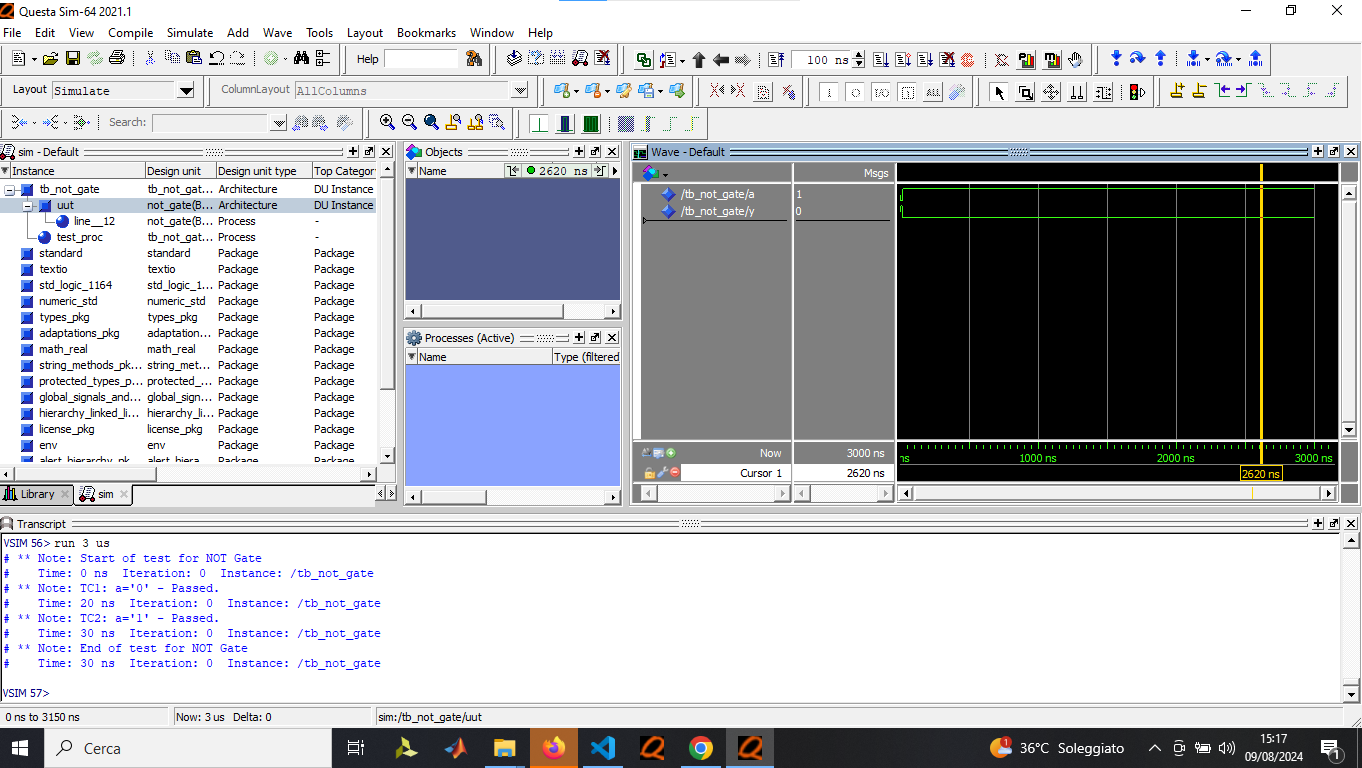 Questa Sim-64 2021.1
File Edit View Compile Simulate Add Wave Tools Layout Bookmarks Window Help
Help 100 ns
Layout Simulate ColumnLayout AllColumns
Search:
sim - Default
Instance Design unit Design unit type Top Categor
tb_not_gate tb_not_gat... Architecture DU Instance
uut not_gate(B... Architecture DU Instance
line__12 not_gate(B... Process -
test_proc tb_not_gat... Process -
standard standard Package Package
textio textio Package Package
std_logic_1164 std_logic_1... Package Package
numeric_std numeric_std Package Package
types_pkg types_pkg Package Package
adaptations_pkg adaptation... Package Package
math_real math_real Package Package
string_methods_pk... string_met... Package Package
protected_types_p... protected_... Package Package
global_signals_and... global_sign... Package Package
hierarchy_linked_li... hierarchy_li... Package Package
license_pkg license_pkg Package Package
env env Package Package
alert_hierarchy_pk alert_hiera Package Package
Library sim
Objects
Name 2620 ns
Processes (Active)
Name Type (filtered
Wave - Default
Msgs
/tb_not_gate/a 1
/tb_not_gate/y 0
Now 3000 ns
Cursor 1 2620 ns
ns 1000 ns 2000 ns 3000 ns
2620 ns
Transcript
VSIM 56> run 3 us
# ** Note: Start of test for NOT Gate
# Time: 0 ns Iteration: 0 Instance: /tb_not_gate
# ** Note: TC1: a='0' - Passed.
# Time: 20 ns Iteration: 0 Instance: /tb_not_gate
# ** Note: TC2: a='1' - Passed.
# Time: 30 ns Iteration: 0 Instance: /tb_not_gate
# ** Note: End of test for NOT Gate
# Time: 30 ns Iteration: 0 Instance: /tb_not_gate
VSIM 57>
0 ns to 3150 ns Now: 3 us Delta: 0 sim:/tb_not_gate/uut
Cerca
1 36°C Soleggiato
15:17
09/08/2024
1